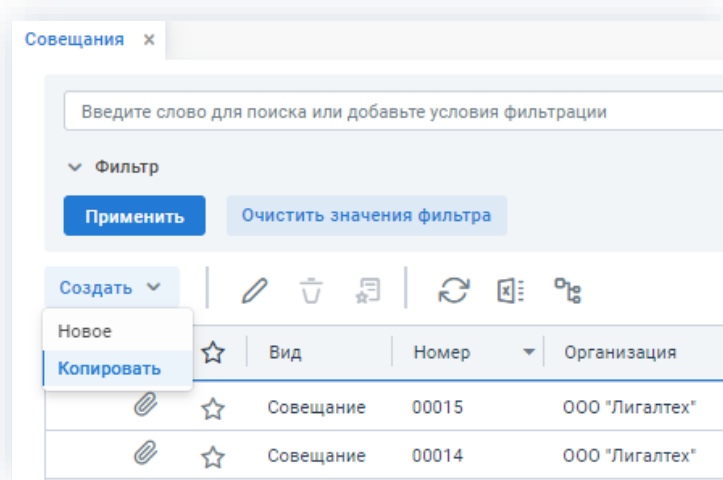 Совещания ×
Введите слово для поиска или добавьте условия фильтрации
Фильтр
Применить Очистить значения фильтра
Создать
Новое
Копировать
Вид Номер Организация
Совещание 00015 ООО "Лигалтех"
Совещание 00014 ООО "Лигалтех"